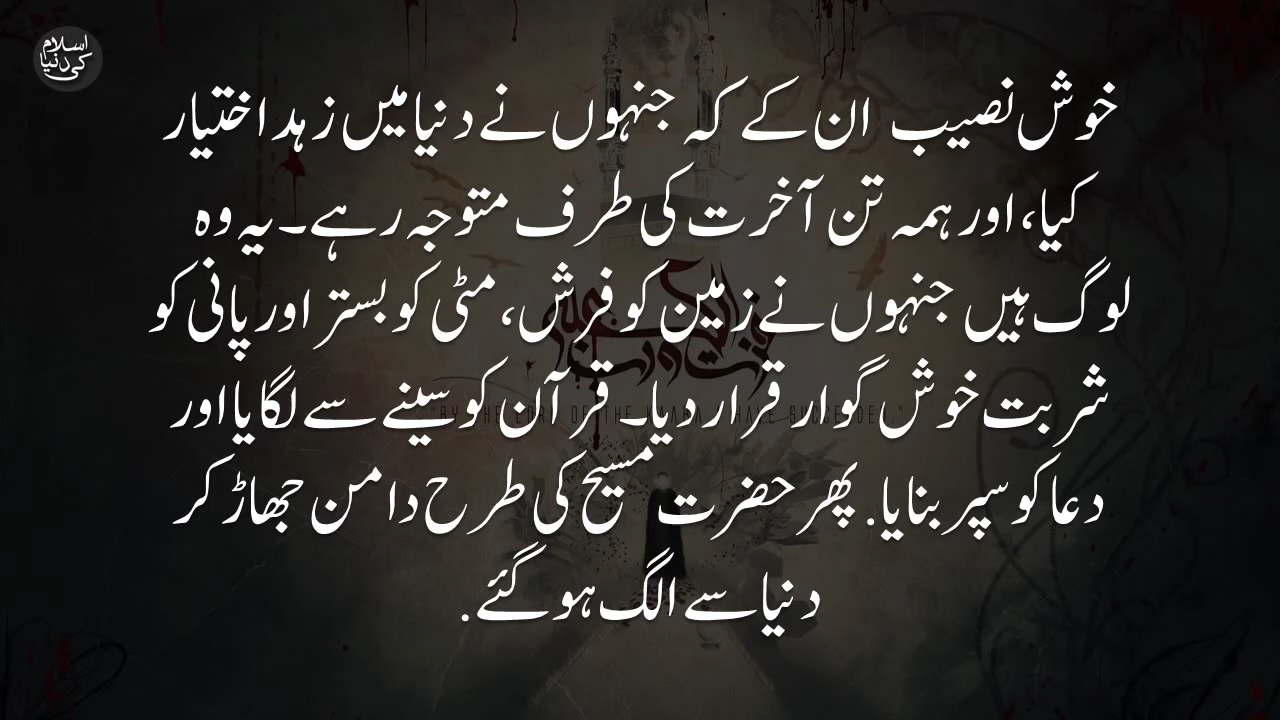 اسلام
کی دنیا
خوش نصیب ان کے کہ جنہوں نے دنیا میں زہد اختیار
کیا، اور ہمہ تن آخرت کی طرف متوجہ رہے۔ یہ وہ
لوگ ہیں جنہوں نے زمین کو فرش، مٹی کو بستر اور پانی کو
شربت خوش گوار قرار دیا۔ قرآن کو سینے سے لگایا اور
دعا کو سپر بنایا. پھر حضرت مسیح کی طرح دامن جھاڑ کر
دنیا سے الگ ہو گئے.